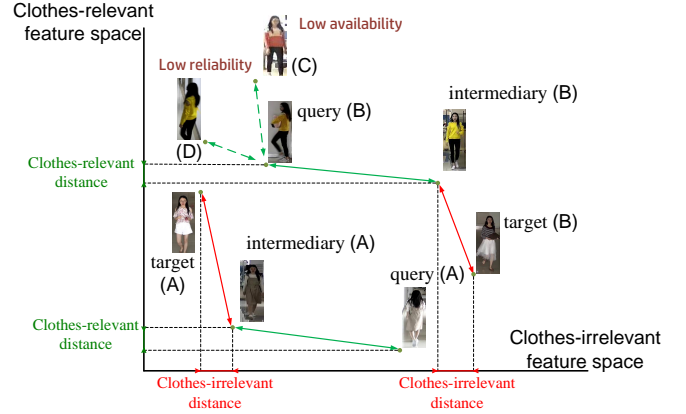 Clothes-relevant
feature space
Low availability
Low reliability
(C)
intermediary (B)
query (B)
(D)
Clothes-relevant
distance
target
(B)
intermediary (A)
target
(A)
query (A)
Clothes-relevant
distance
Clothes-irrelevant
feature space
Clothes-irrelevant
distance
Clothes-irrelevant
distance